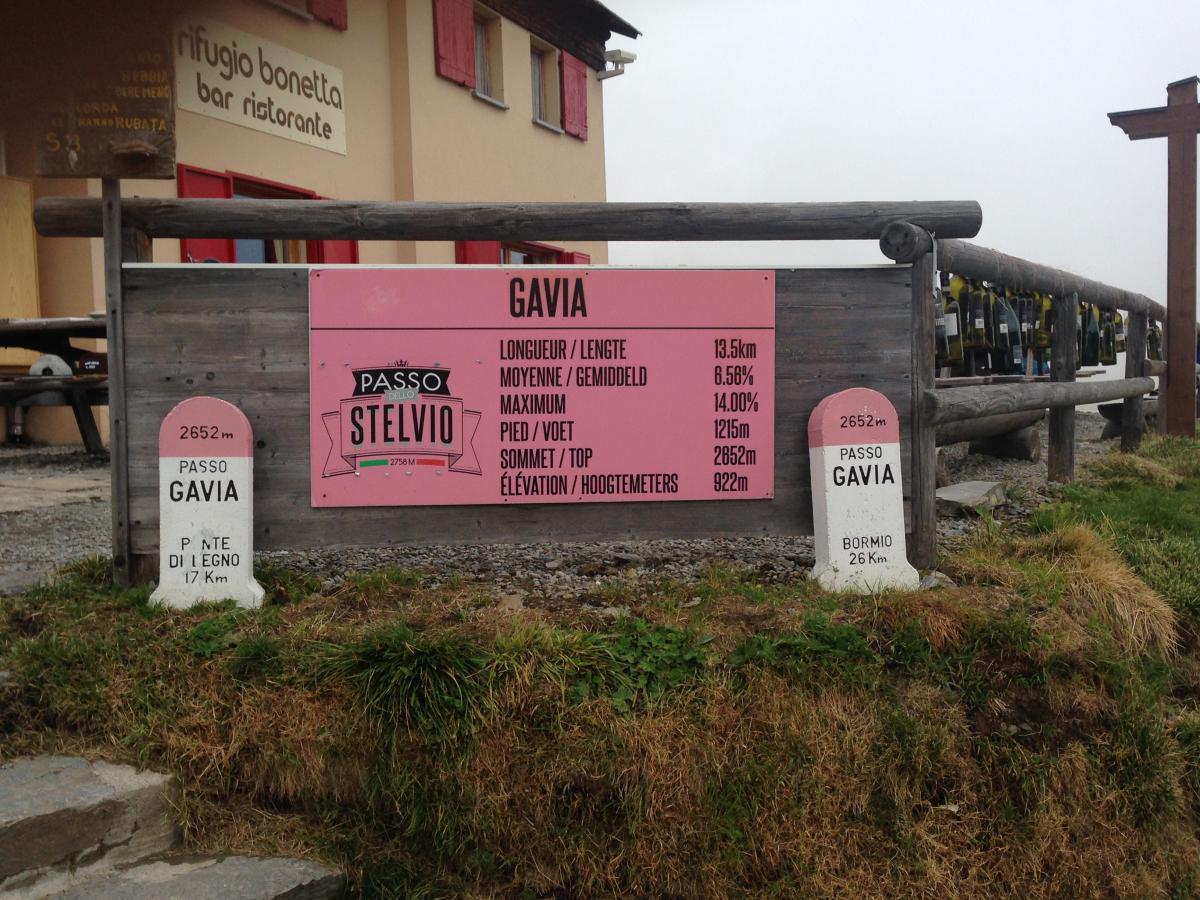 rifugio bonetta
bar ristorante
RUBATA
GAVIA
LONGUEUR / LENGTE 13.5km
MOYENNE / GEMIDDELD 6.56%
MAXIMUM 14.00%
PIED / VOET 1215m
SOMMET / TOP 2652m
ÉLÉVATION / HOOGTEMETERS 922m
PASSO
DELLO
STELVIO
2758 M
2652m
PASSO
GAVIA
P NTE
DI LEGNO
17 Km
2652m
PASSO
GAVIA
BORMIO
26 Km